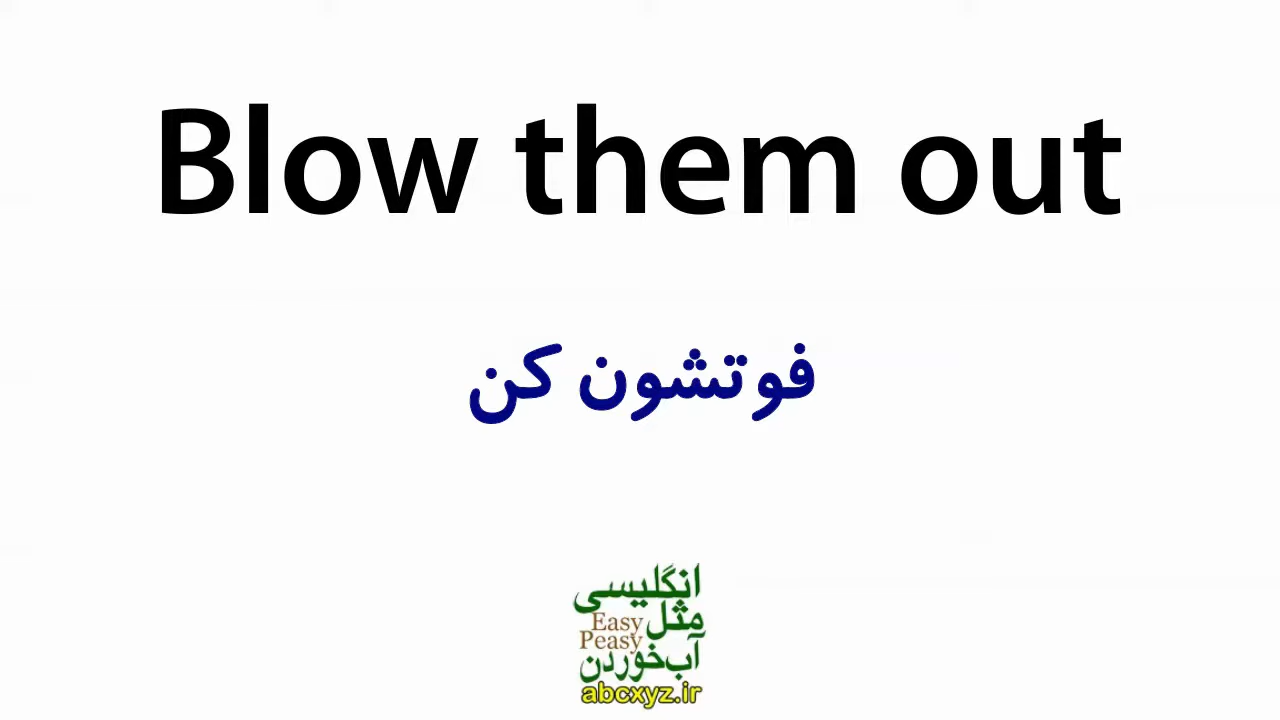 Blow them out
فوتشون کن
انگلیسی
مثل Easy
Peasy
آب‌خوردن
abcxyz.ir